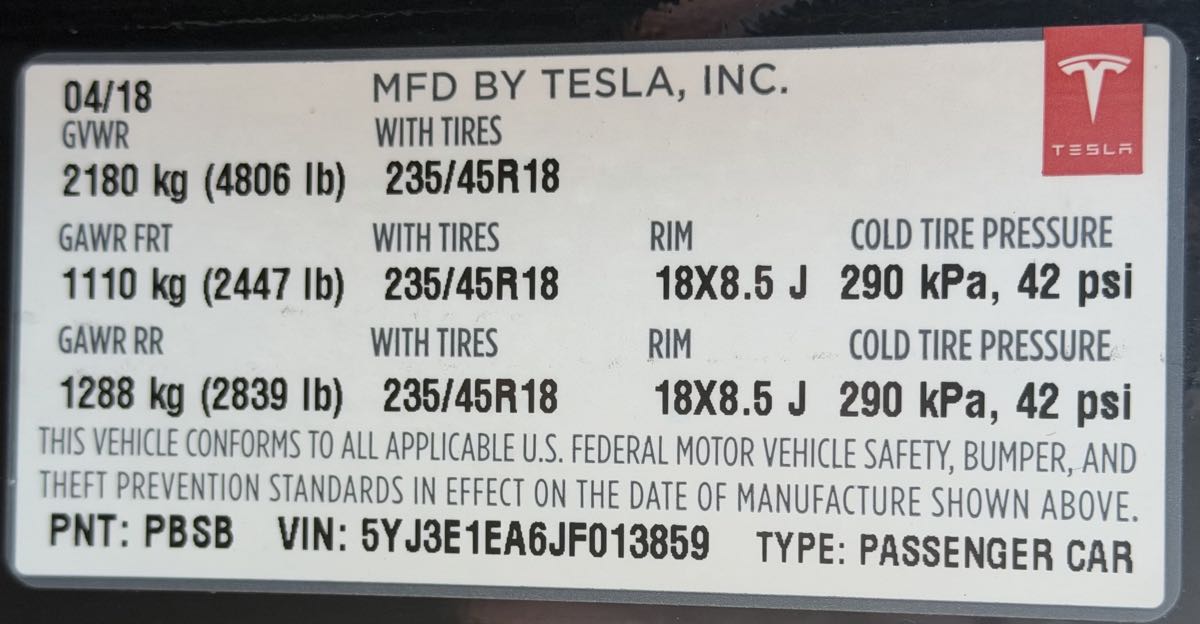 04/18 MFD BY TESLA, INC.
TESLA
GVWR WITH TIRES
2180 kg (4806 lb) 235/45R18
GAWR FRT WITH TIRES RIM COLD TIRE PRESSURE
1110 kg (2447 lb) 235/45R18 18X8.5 J 290 kPa, 42 psi
GAWR RR WITH TIRES RIM COLD TIRE PRESSURE
1288 kg (2839 lb) 235/45R18 18X8.5 J 290 kPa, 42 psi
THIS VEHICLE CONFORMS TO ALL APPLICABLE U.S. FEDERAL MOTOR VEHICLE SAFETY, BUMPER, AND
THEFT PREVENTION STANDARDS IN EFFECT ON THE DATE OF MANUFACTURE SHOWN ABOVE.
PNT: PBSB VIN: 5YJ3E1EA6JF013859 TYPE: PASSENGER CAR